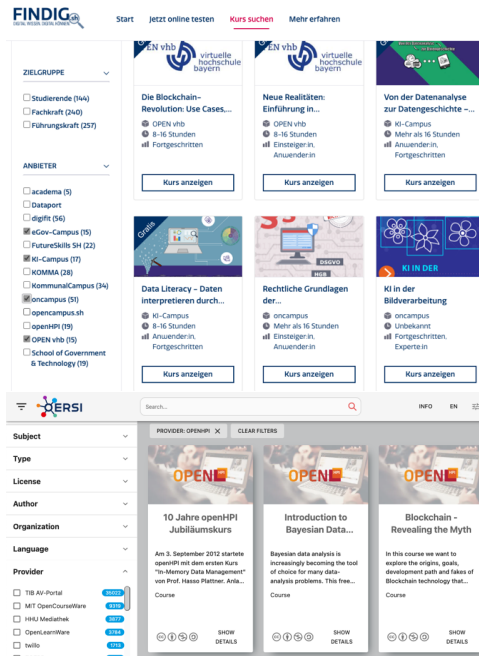 FINDIG.sh
DIGITAL WISSEN. DIGITAL KÖNNEN.
Start
Jetzt online testen
Kurs suchen
Mehr erfahren
ZIELGRUPPE
Studierende (144)
Fachkraft (240)
Führungskraft (257)
ANBIETER
academa (5)
Dataport
digifit (56)
eGov-Campus (15)
FutureSkills SH (22)
KI-Campus (17)
KOMMA (28)
KommunalCampus (34)
oncampus (51)
opencampus.sh
openHPI (19)
OPEN vhb (15)
School of Government
& Technology (19)
EN vhb
virtuelle
hochschule
bayern
Die Blockchain-
Revolution: Use Cases,...
OPEN vhb
8-16 Stunden
Fortgeschritten
Kurs anzeigen
EN vhb
virtuelle
hochschule
bayern
Neue Realitäten:
Einführung in...
OPEN vhb
8-16 Stunden
Einsteiger:in,
Anwender:in
Kurs anzeigen
Von der Datenanalyse
zur Datengeschichte –...
KI-Campus
Mehr als 16 Stunden
Anwender:in,
Fortgeschritten
Kurs anzeigen
Gratis
Data Literacy – Daten
interpretieren durch...
KI-Campus
8-16 Stunden
Anwender:in,
Fortgeschritten
Kurs anzeigen
DSGVO
HGB
Rechtliche Grundlagen
der...
oncampus
Mehr als 16 Stunden
Einsteiger:in,
Anwender:in
Kurs anzeigen
KI IN DER
KI in der
Bildverarbeitung
oncampus
Unbekannt
Fortgeschritten,
Expert:in
Kurs anzeigen
OERSI
Search...
INFO
EN
Subject
Type
License
Author
Organization
Language
Provider
TIB AV-Portal 35022
MIT OpenCourseWare 9319
HHU Mediathek 3877
OpenLearnWare 3784
twillo 1713
PROVIDER: OPENHPI X
CLEAR FILTERS
OPEN HPI
10 Jahre openHPI
Jubiläumskurs
Am 3. September 2012 startete
openHPI mit dem ersten Kurs
"In-Memory Data Management"
von Prof. Hasso Plattner. Anla...
Course
SHOW
DETAILS
OPEN HPI
Introduction to
Bayesian Data...
Bayesian data analysis is
increasingly becoming the tool
of choice for many data-
analysis problems. This free...
Course
SHOW
DETAILS
OPEN HPI
Blockchain -
Revealing the Myth
In this course we want to
explore the origins, goals,
development path and fakes of
Blockchain technology that...
Course
SHOW
DETAILS